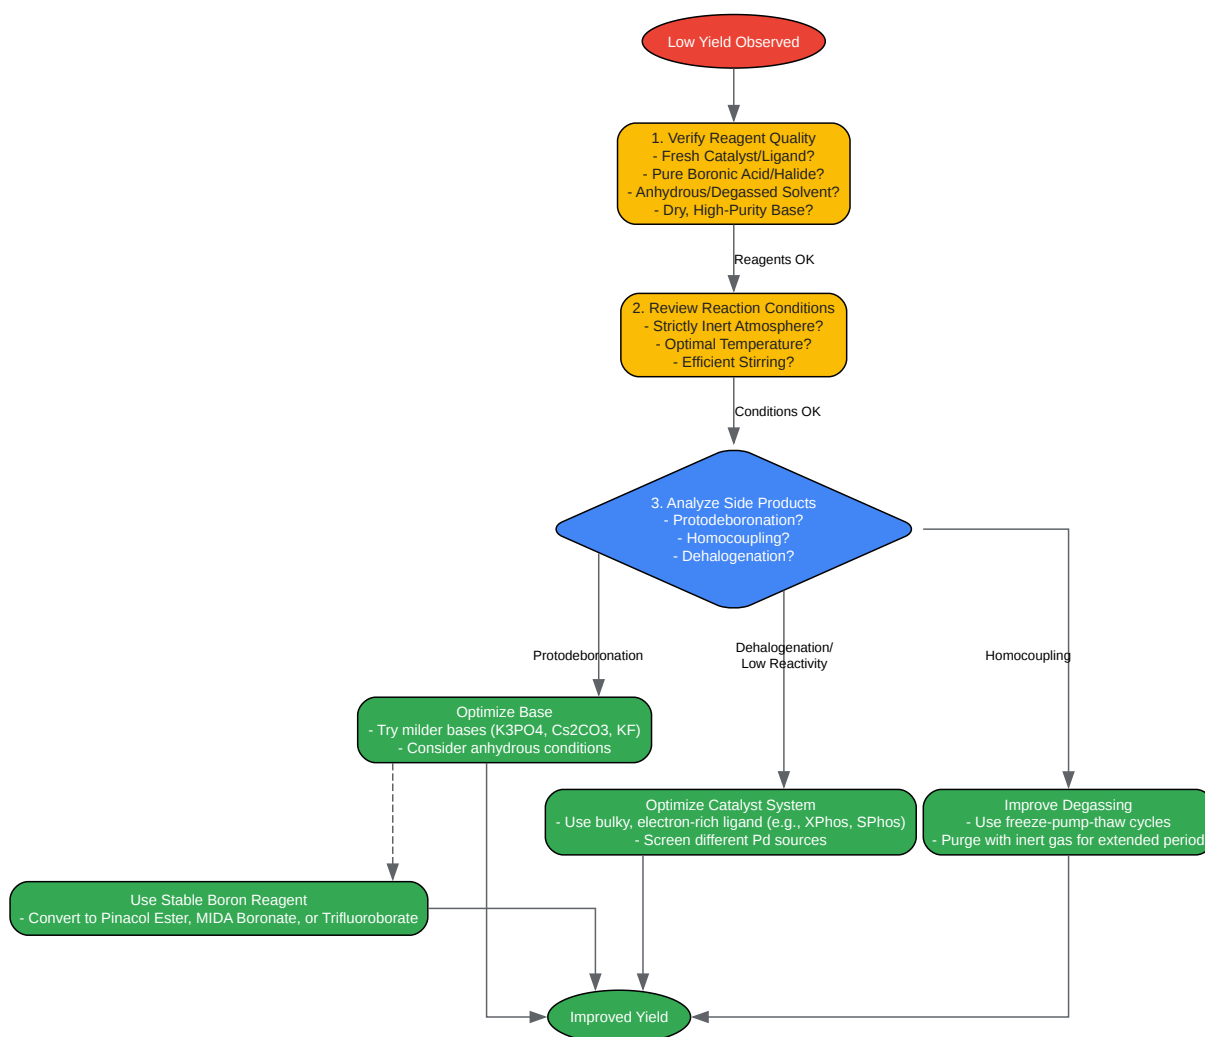 Low Yield Observed
1. Verify Reagent Quality
- Fresh Catalyst/Ligand?
- Pure Boronic Acid/Halide?
- Anhydrous/Degassed Solvent?
- Dry, High-Purity Base?
Reagents OK
2. Review Reaction Conditions
- Strictly Inert Atmosphere?
- Optimal Temperature?
- Efficient Stirring?
Conditions OK
3. Analyze Side Products
- Protodeboronation?
- Homocoupling?
- Dehalogenation?
Protodeboronation
Dehalogenation/
Low Reactivity
Homocoupling
Optimize Base
- Try milder bases (K3PO4, Cs2CO3, KF)
- Consider anhydrous conditions
Optimize Catalyst System
- Use bulky, electron-rich ligand (e.g., XPhos, SPhos)
- Screen different Pd sources
Improve Degassing
- Use freeze-pump-thaw cycles
- Purge with inert gas for extended period
Use Stable Boron Reagent
- Convert to Pinacol Ester, MIDA Boronate, or Trifluoroborate
Improved Yield